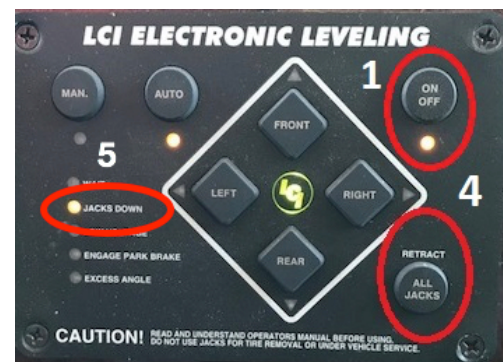 LCI ELECTRONIC LEVELING
1
MAN.
AUTO
ON
OFF
FRONT
5
LEFT
RIGHT
4
JACKS DOWN
ENGAGE PARK BRAKE
REAR
RETRACT
ALL
JACKS
EXCESS ANGLE
CAUTION! READ AND UNDERSTAND OPERATORS MANUAL BEFORE USING.
DO NOT USE JACKS FOR TIRE REMOVAL OR UNDER VEHICLE SERVICE.